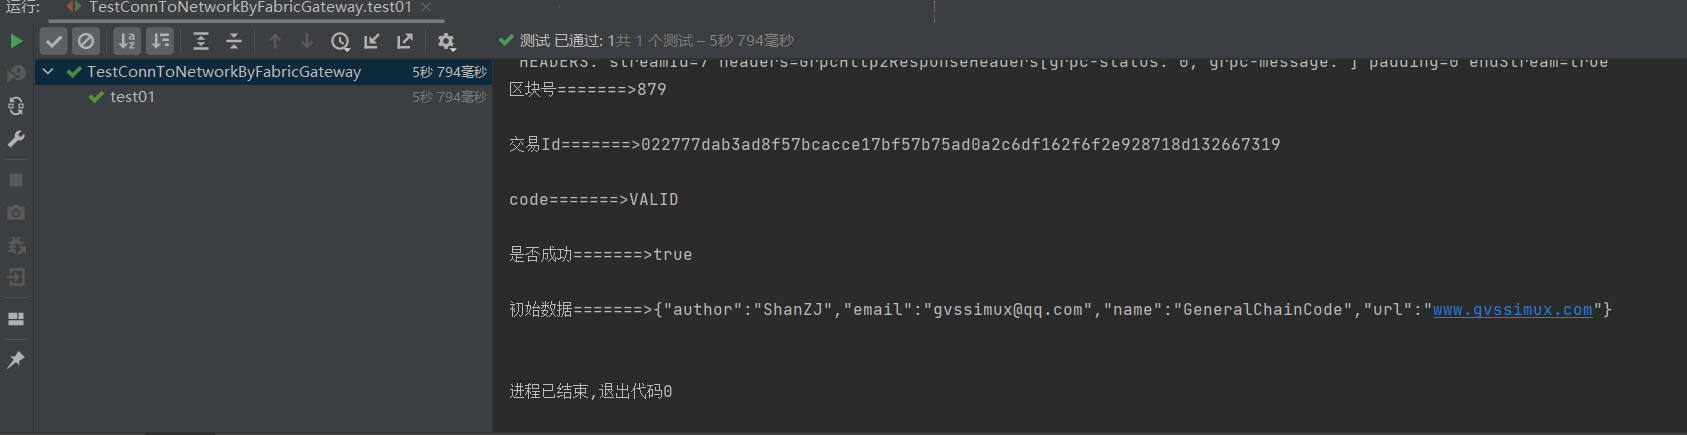 运行: TestConnToNetworkByFabricGateway.test01
测试 已通过: 1共 1 个测试 – 5秒 794毫秒
TestConnToNetworkByFabricGateway 5秒 794毫秒
test01 5秒 794毫秒
HEADERS: streamId=7 headers=GrpcHttp2ResponseHeaders[grpc-status: 0, grpc-message: ] padding=0 endStream=true
区块号=======>879
交易Id=======>022777dab3ad8f57bcacce17bf57b75ad0a2c6df162f6f2e928718d132667319
code=======>VALID
是否成功=======>true
初始数据=======>{"author":"ShanZJ","email":"gvssimux@qq.com","name":"GeneralChainCode","url":"www.gvssimux.com"}
进程已结束,退出代码0